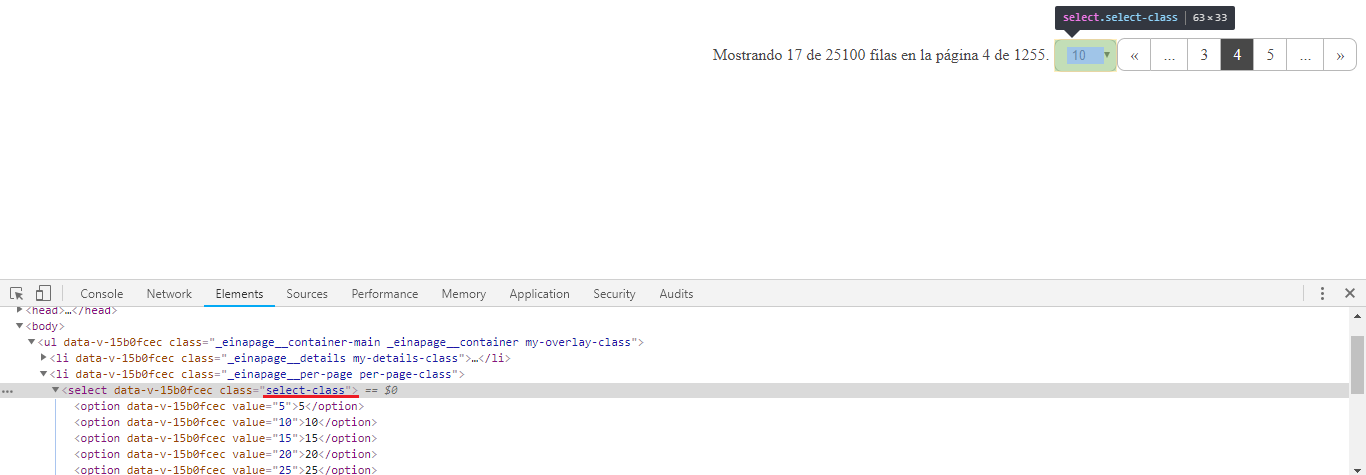 select.select-class | 63 × 33
Mostrando 17 de 25100 filas en la página 4 de 1255. 10 « ... 3 4 5 ... »
Console Network Elements Sources Performance Memory Application Security Audits
<head>…</head>
<body>
<ul data-v-15b0fcec class="_einapage__container-main _einapage__container my-overlay-class">
<li data-v-15b0fcec class="_einapage__details my-details-class">…</li>
<li data-v-15b0fcec class="_einapage__per-page per-page-class">
... <select data-v-15b0fcec class="select-class"> == $0
<option data-v-15b0fcec value="5">5</option>
<option data-v-15b0fcec value="10">10</option>
<option data-v-15b0fcec value="15">15</option>
<option data-v-15b0fcec value="20">20</option>
<option data-v-15b0fcec value="25">25</option>